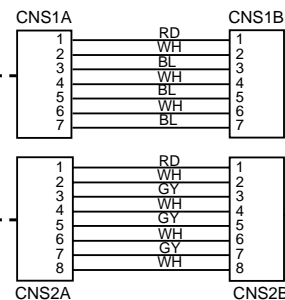 CNS1A CNS1B
1 RD 1
2 WH 2
3 BL 3
4 WH 4
5 BL 5
6 WH 6
7 BL 7
1 RD 1
2 WH 2
3 GY 3
4 WH 4
5 GY 5
6 WH 6
7 GY 7
8 WH 8
CNS2A CNS2B